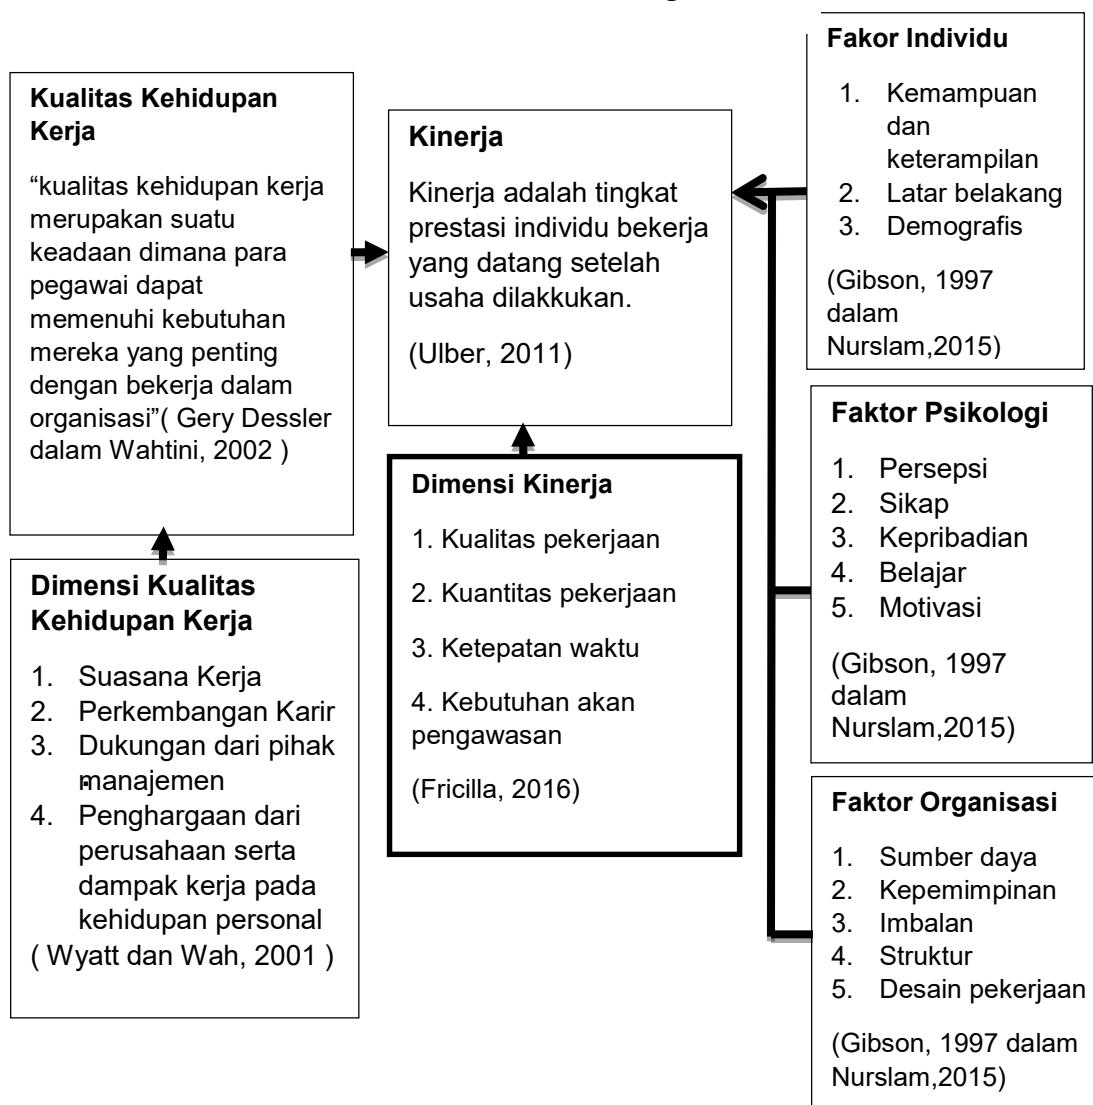 Kualitas Kehidupan
Kerja
“kualitas kehidupan kerja
merupakan suatu
keadaan dimana para
pegawai dapat
memenuhi kebutuhan
mereka yang penting
dengan bekerja dalam
organisasi”( Gery Dessler
dalam Wahtini, 2002 )
Dimensi Kualitas
Kehidupan Kerja
1. Suasana Kerja
2. Perkembangan Karir
3. Dukungan dari pihak
manajemen
4. Penghargaan dari
perusahaan serta
dampak kerja pada
kehidupan personal
( Wyatt dan Wah, 2001 )
Kinerja
Kinerja adalah tingkat
prestasi individu bekerja
yang datang setelah
usaha dilakkukan.
(Ulber, 2011)
Dimensi Kinerja
1. Kualitas pekerjaan
2. Kuantitas pekerjaan
3. Ketepatan waktu
4. Kebutuhan akan
pengawasan
(Fricilla, 2016)
Fakor Individu
1. Kemampuan
dan
keterampilan
2. Latar belakang
3. Demografis
(Gibson, 1997
dalam
Nurslam,2015)
Faktor Psikologi
1. Persepsi
2. Sikap
3. Kepribadian
4. Belajar
5. Motivasi
(Gibson, 1997
dalam
Nurslam,2015)
Faktor Organisasi
1. Sumber daya
2. Kepemimpinan
3. Imbalan
4. Struktur
5. Desain pekerjaan
(Gibson, 1997 dalam
Nurslam,2015)